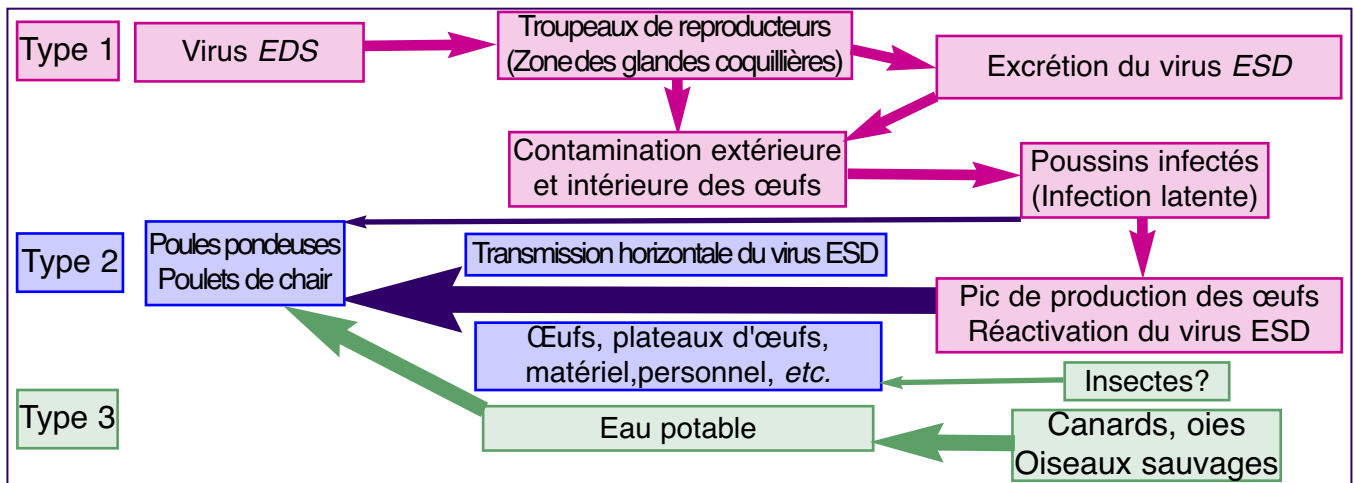 Type 1
Virus EDS
Troupeaux de reproducteurs
(Zone des glandes coquillières)
Excrétion du virus ESD
Contamination extérieure
et intérieure des œufs
Poussins infectés
(Infection latente)
Type 2
Poules pondeuses
Poulets de chair
Transmission horizontale du virus ESD
Pic de production des œufs
Réactivation du virus ESD
Œufs, plateaux d'œufs,
matériel,personnel, etc.
Insectes?
Type 3
Eau potable
Canards, oies
Oiseaux sauvages